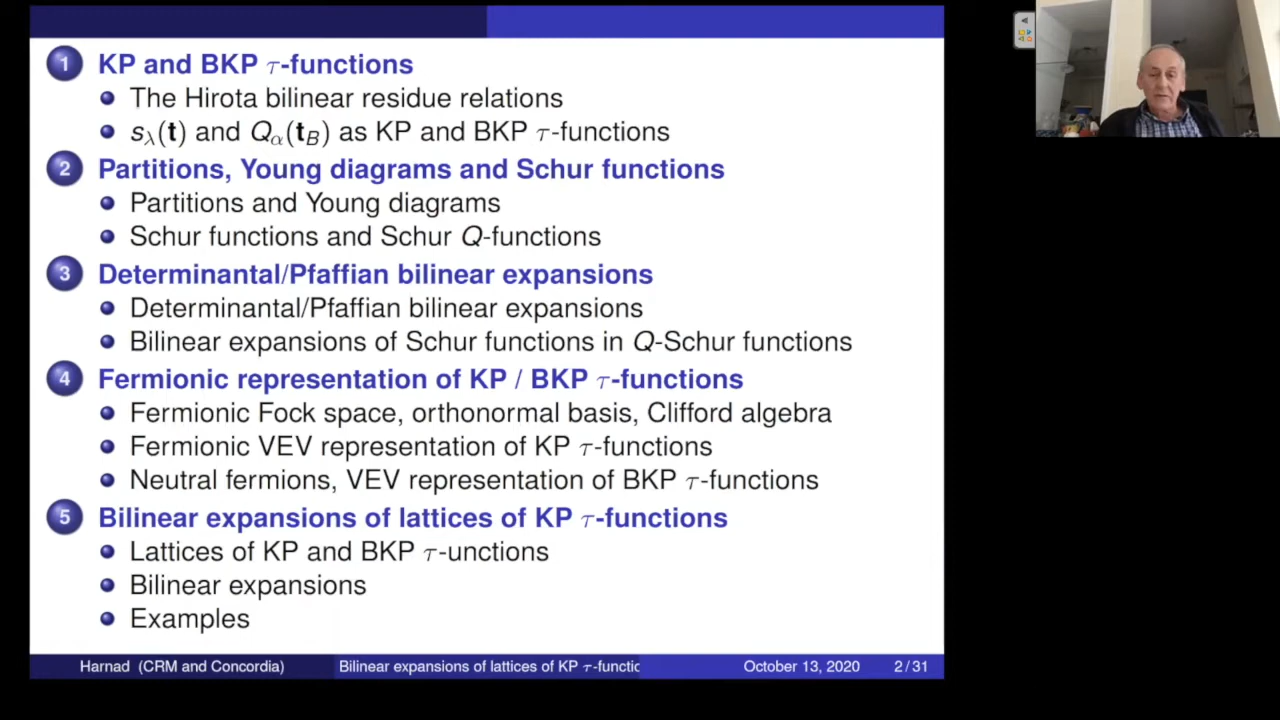 1 KP and BKP τ-functions
The Hirota bilinear residue relations
sλ(t) and Qα(tB) as KP and BKP τ-functions
2 Partitions, Young diagrams and Schur functions
Partitions and Young diagrams
Schur functions and Schur Q-functions
3 Determinantal/Pfaffian bilinear expansions
Determinantal/Pfaffian bilinear expansions
Bilinear expansions of Schur functions in Q-Schur functions
4 Fermionic representation of KP / BKP τ-functions
Fermionic Fock space, orthonormal basis, Clifford algebra
Fermionic VEV representation of KP τ-functions
Neutral fermions, VEV representation of BKP τ-functions
5 Bilinear expansions of lattices of KP τ-functions
Lattices of KP and BKP τ-unctions
Bilinear expansions
Examples
Harnad (CRM and Concordia) Bilinear expansions of lattices of KP τ-functic October 13, 2020 2 / 31